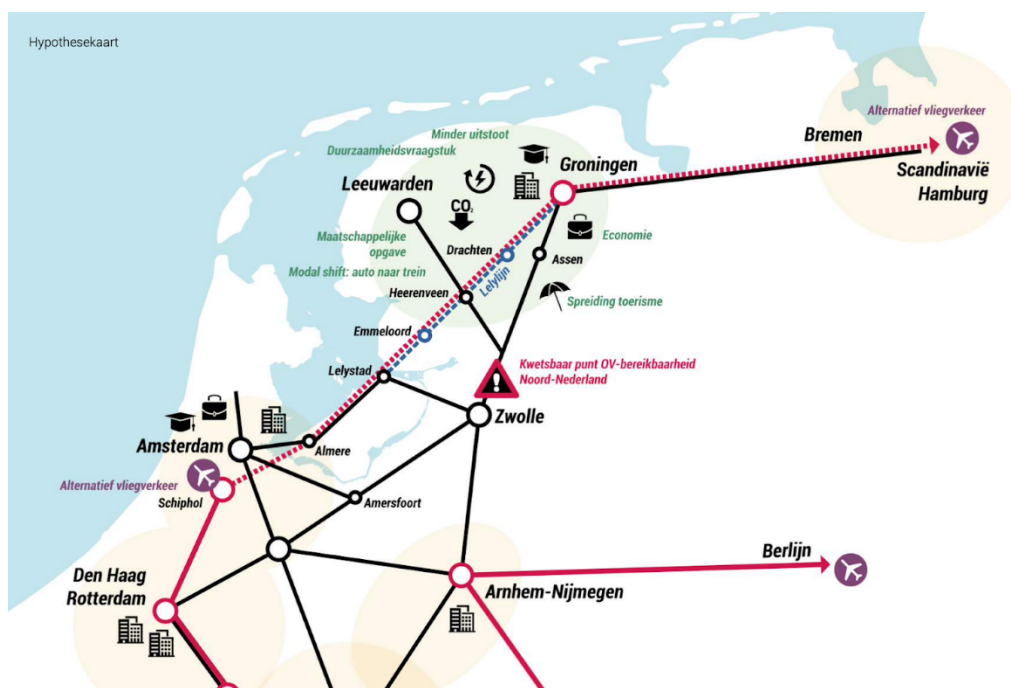 Hypothesekaart
Alternatief vliegverkeer
Minder uitstoot
Duurzaamheidsvraagstuk
Bremen
Groningen
Scandinavië
Hamburg
Leeuwarden
CO₂
Economie
Maatschappelijke
opgave
Drachten
Assen
Modal shift: auto naar trein
Lelylijn
Heerenveen
Spreiding toerisme
Emmeloord
Kwetsbaar punt OV-bereikbaarheid
Noord-Nederland
Lelystad
Zwolle
Amsterdam
Almere
Alternatief vliegverkeer
Schiphol
Amersfoort
Berlijn
Den Haag
Rotterdam
Arnhem-Nijmegen